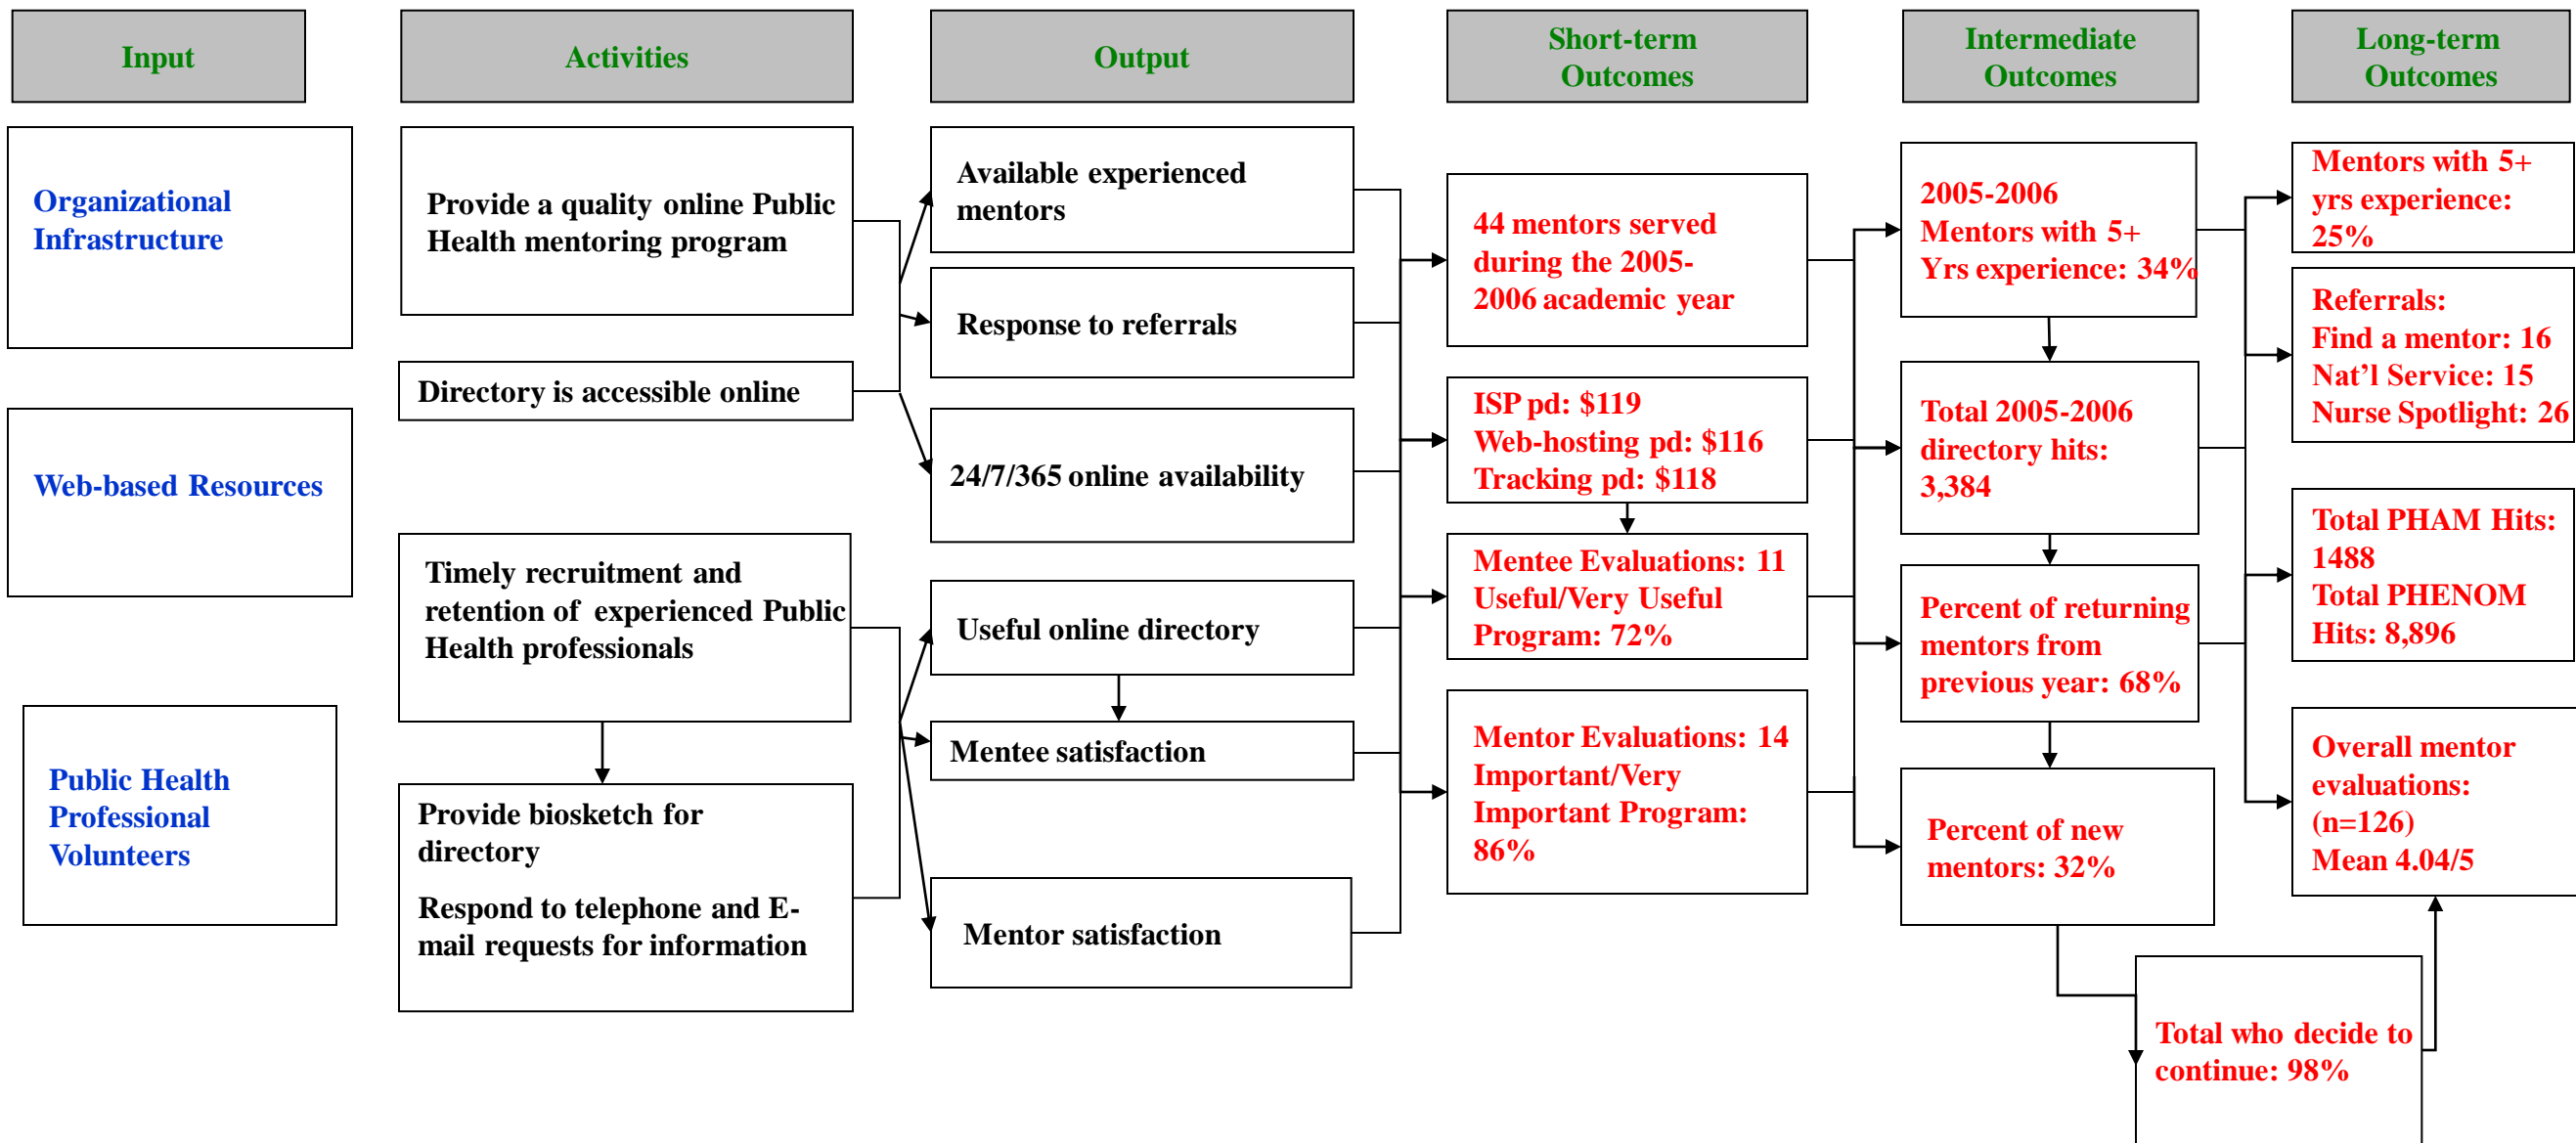 Input
Activities
Output
Short-term
Outcomes
Intermediate
Outcomes
Long-term
Outcomes
Organizational
Infrastructure
Web-based Resources
Public Health
Professional
Volunteers
Provide a quality online Public
Health mentoring program
Directory is accessible online
Timely recruitment and
retention of experienced Public
Health professionals
Provide biosketch for
directory
Respond to telephone and E-
mail requests for information
Available experienced
mentors
Response to referrals
24/7/365 online availability
Useful online directory
Mentee satisfaction
Mentor satisfaction
44 mentors served
during the 2005-
2006 academic year
ISP pd: $119
Web-hosting pd: $116
Tracking pd: $118
Mentee Evaluations: 11
Useful/Very Useful
Program: 72%
Mentor Evaluations: 14
Important/Very
Important Program:
86%
2005-2006
Mentors with 5+
Yrs experience: 34%
Total 2005-2006
directory hits:
3,384
Percent of returning
mentors from
previous year: 68%
Percent of new
mentors: 32%
Total who decide to
continue: 98%
Mentors with 5+
yrs experience:
25%
Referrals:
Find a mentor: 16
Nat’l Service: 15
Nurse Spotlight: 26
Total PHAM Hits:
1488
Total PHENOM
Hits: 8,896
Overall mentor
evaluations:
(n=126)
Mean 4.04/5